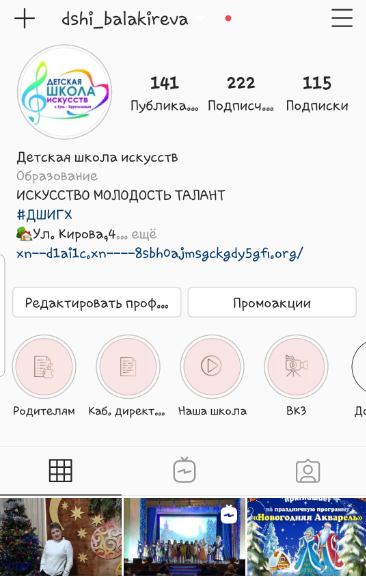 dshi_balakireva
ДЕТСКАЯ
ШКОЛА
ИСКУССТВ
141 222 115
Публика... Подписч... Подписки
Детская школа искусств
Образование
ИСКУССТВО МОЛОДОСТЬ ТАЛАНТ
#ДШИГХ
🏡Ул. Кирова,4... ещё
xn--d1ai1c.xn----8sbh0ajmsgckgdy5gfi.org/
Редактировать проф... Промоакции
Родителям Каб. директ... Наша школа ВКЗ До
на праздничную программу
«Новогодняя Акварель»